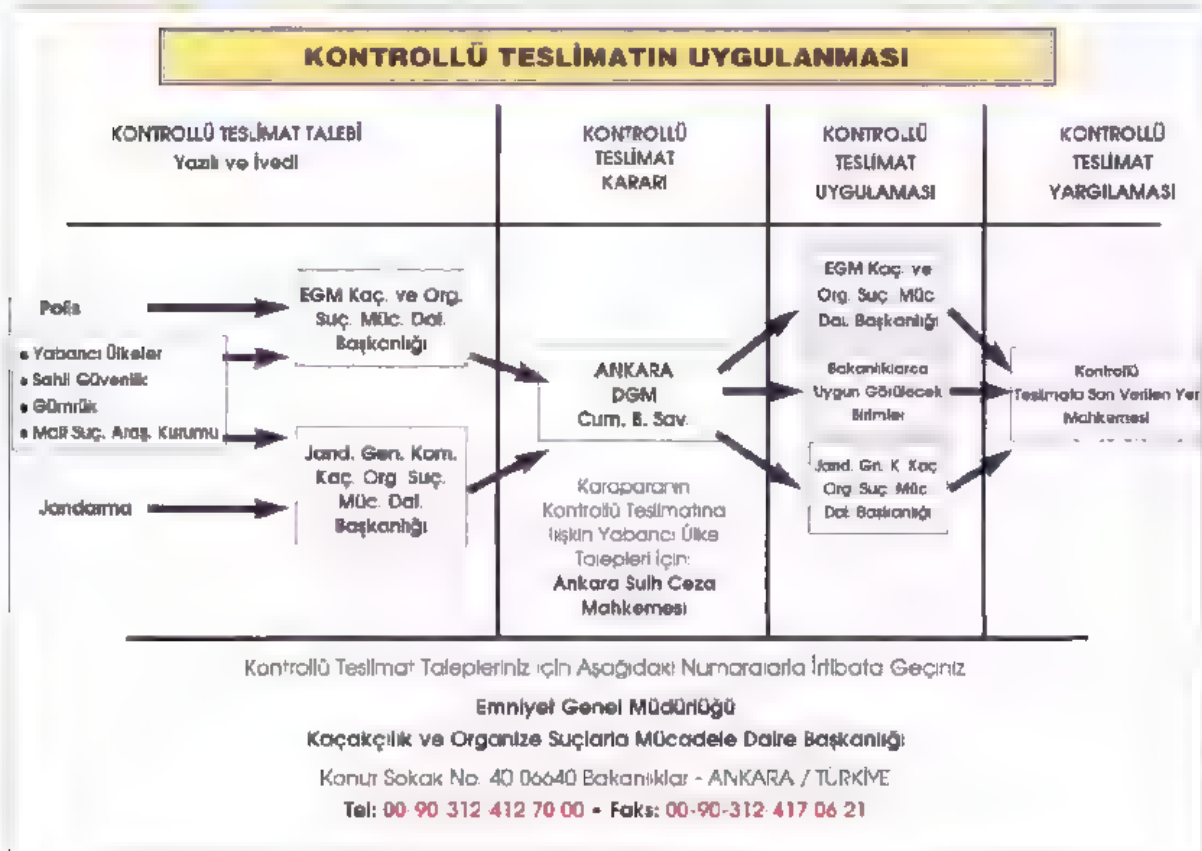 KONTROLLÜ TESLİMATIN UYGULANMASI
KONTROLLÜ TESLİMAT TALEBİ
Yazılı ve İvedi
KONTROLLÜ
TESLİMAT
KARARI
KONTROLLÜ
TESLİMAT
UYGULAMASI
KONTROLLÜ
TESLİMAT
YARGILAMASI
Polis
• Yabancı Ülkeler
• Sahil Güvenlik
• Gümrük
• Mali Suç. Araş. Kurumu
Jandarma
EGM Kaç. ve Org.
Suç. Müc. Dai.
Başkanlığı
Jand. Gen. Kom.
Kaç. Org. Suç.
Müc. Dai.
Başkanlığı
ANKARA
DGM
Cum. B. Sav.
Karaparanın
Kontrollü Teslimatına
İlişkin Yabancı Ülke
Talepleri İçin:
Ankara Sulh Ceza
Mahkemesi
EGM Kaç. ve
Org. Suç. Müc.
Dai. Başkanlığı
Bakanlıklarca
Uygun Görülecek
Birimler
Jand. Gn. K. Kaç.
Org. Suç. Müc.
Dai. Başkanlığı
Kontrollü
Teslimata Son Verilen Yer
Mahkemesi
Kontrollü Teslimat Talepleriniz için Aşağıdaki Numaralarla İrtibata Geçiniz
Emniyet Genel Müdürlüğü
Kaçakçılık ve Organize Suçlarla Mücadele Daire Başkanlığı
Konur Sokak No: 40 06640 Bakanlıklar - ANKARA / TÜRKİYE
Tel: 00-90-312-412 70 00 • Faks: 00-90-312-417 06 21